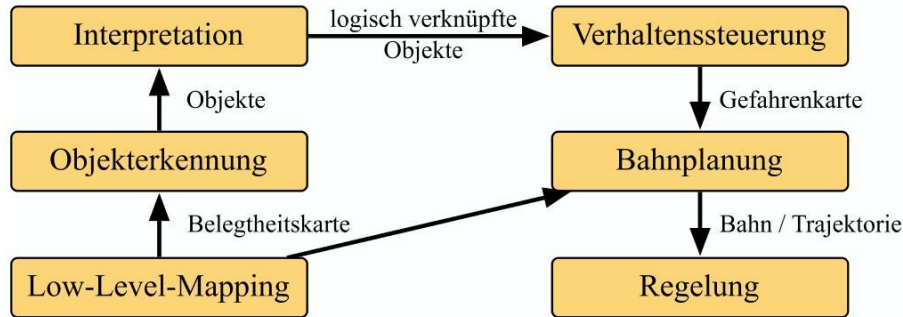 Interpretation
logisch verknüpfte
Objekte
Verhaltenssteuerung
Objekte
Gefahrenkarte
Objekterkennung
Bahnplanung
Belegtheitskarte
Bahn / Trajektorie
Low-Level-Mapping
Regelung